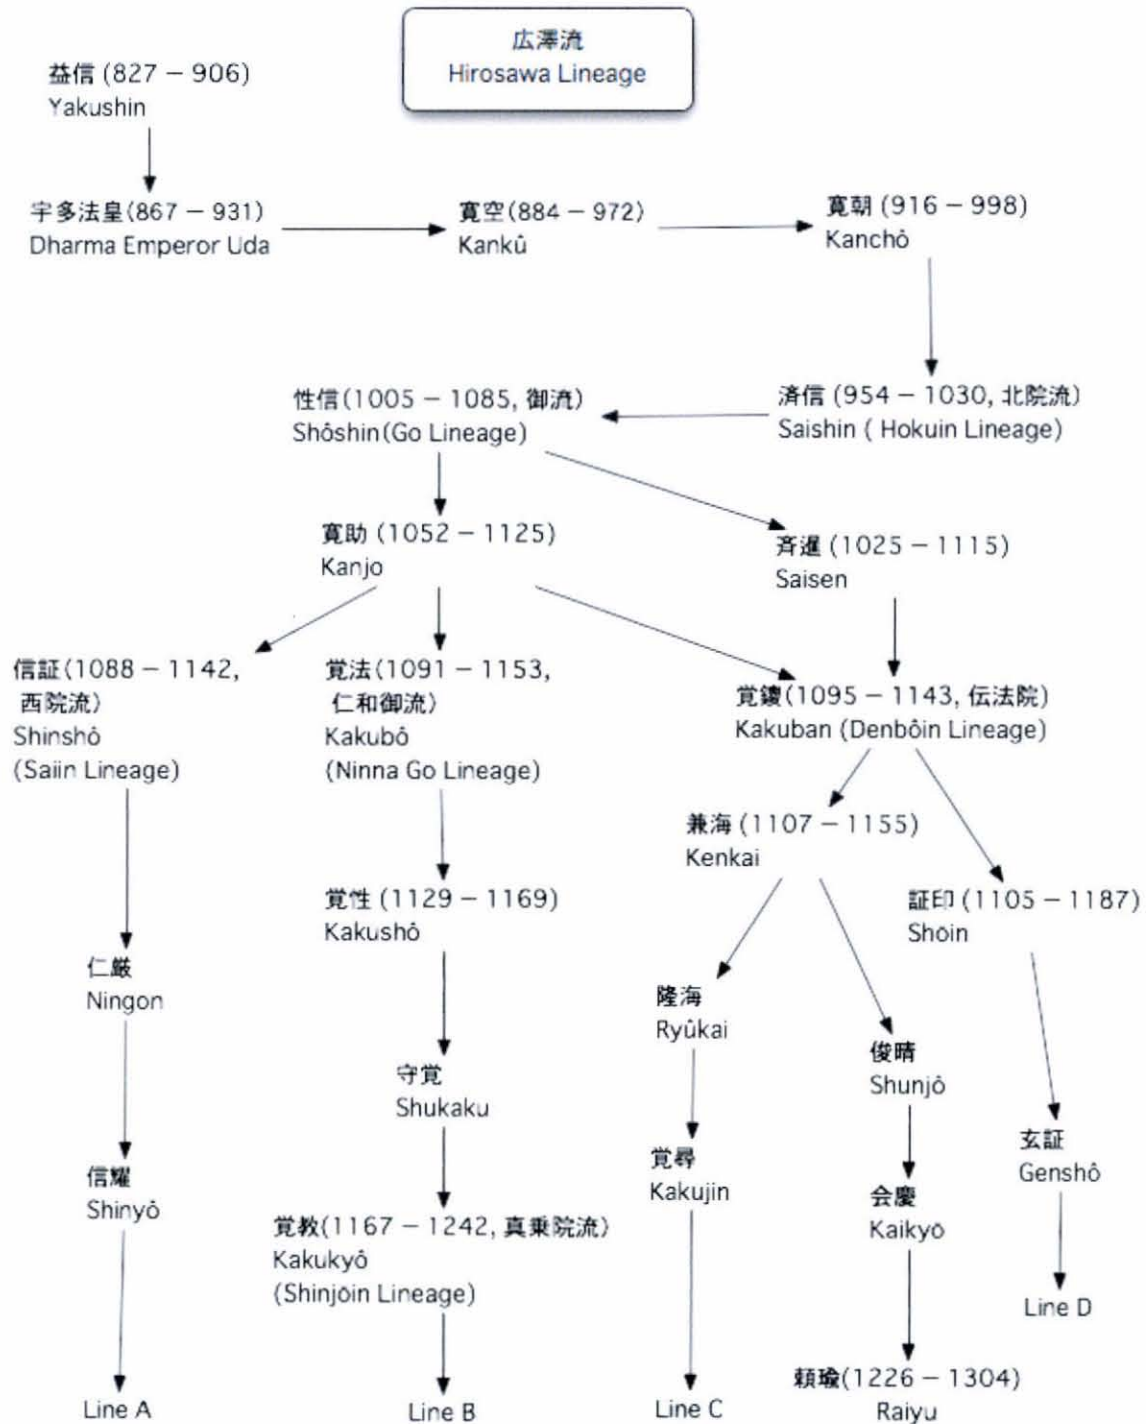 広澤流
Hirosawa Lineage
益信 (827 − 906)
Yakushin
宇多法皇(867 − 931)
Dharma Emperor Uda
寛空(884 − 972)
Kankû
寛朝 (916 − 998)
Kanchô
性信(1005 − 1085, 御流)
Shôshin(Go Lineage)
済信 (954 − 1030, 北院流)
Saishin ( Hokuin Lineage)
寛助 (1052 − 1125)
Kanjo
斉暹 (1025 − 1115)
Saisen
信証(1088 − 1142,
西院流)
Shinshô
(Saiin Lineage)
覚法(1091 − 1153,
仁和御流)
Kakubô
(Ninna Go Lineage)
覚鑁(1095 − 1143, 伝法院)
Kakuban (Denbôin Lineage)
兼海 (1107 − 1155)
Kenkai
覚性 (1129 − 1169)
Kakushô
証印 (1105 − 1187)
Shōin
仁厳
Ningon
隆海
Ryûkai
俊晴
Shunjô
守覚
Shukaku
玄証
Genshô
覚尋
Kakujin
信耀
Shinyô
会慶
Kaikyō
覚教(1167 − 1242, 真乗院流)
Kakukyô
(Shinjōin Lineage)
Line D
頼瑜(1226 − 1304)
Raiyu
Line A
Line B
Line C